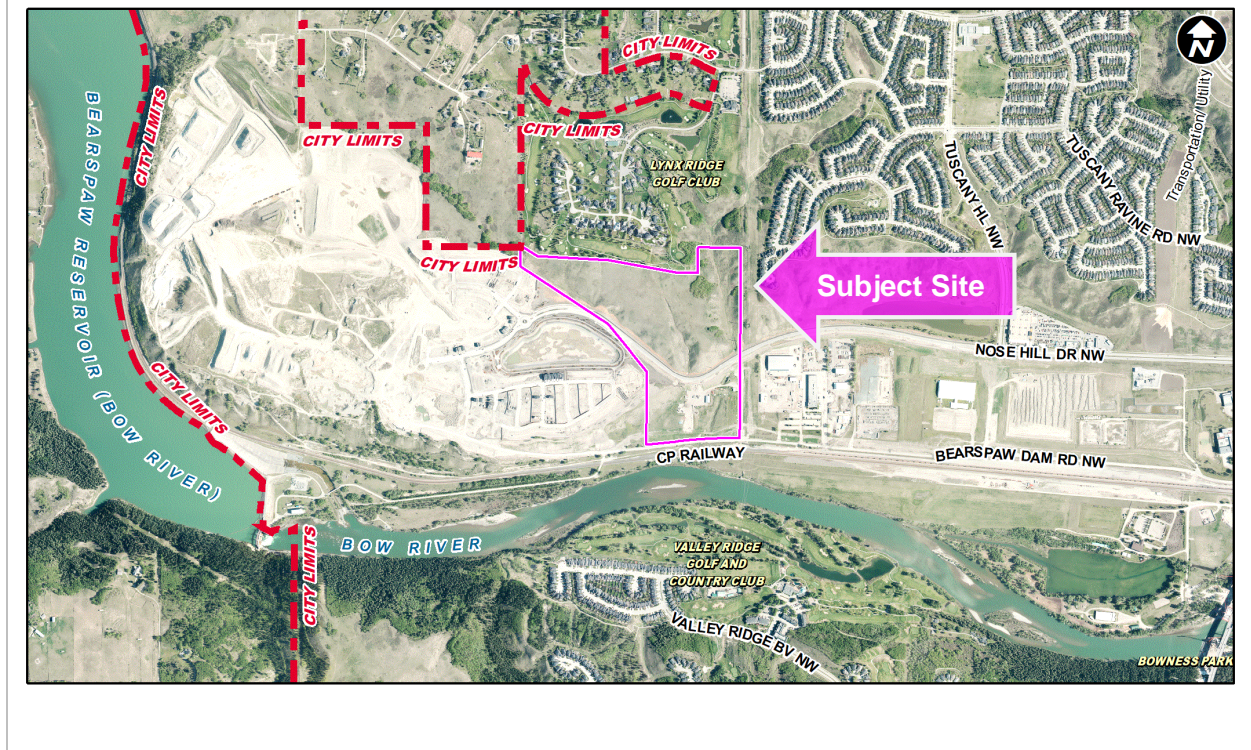 N
CITY LIMITS
CITY LIMITS
CITY LIMITS
CITY LIMITS
CITY LIMITS
LYNX RIDGE
GOLF CLUB
TUSCANY HL NW
TUSCANY RAVINE RD NW
Transportation/Utility
BEARSPAW RESERVOIR (BOW RIVER)
CITY LIMITS
Subject Site
NOSE HILL DR NW
CITY LIMITS
CP RAILWAY
BEARSPAW DAM RD NW
BOW RIVER
CITY LIMITS
VALLEY RIDGE
GOLF AND
COUNTRY CLUB
VALLEY RIDGE BV NW
BOWNESS PARK